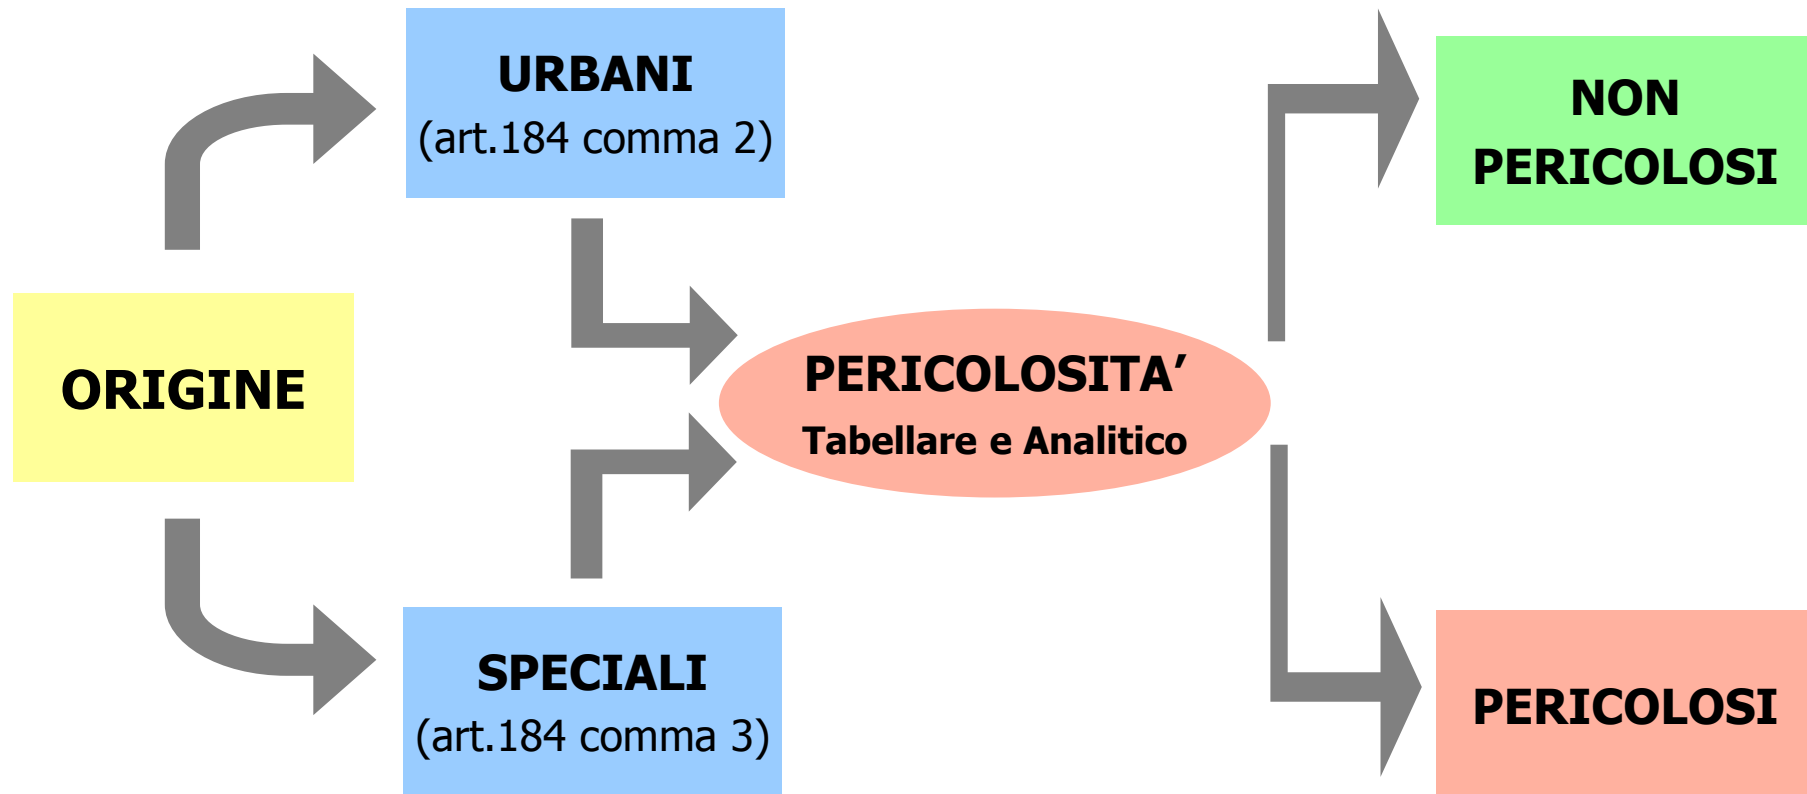 URBANI
(art.184 comma 2)
NON
PERICOLOSI
ORIGINE
PERICOLOSITA’
Tabellare e Analitico
SPECIALI
(art.184 comma 3)
PERICOLOSI